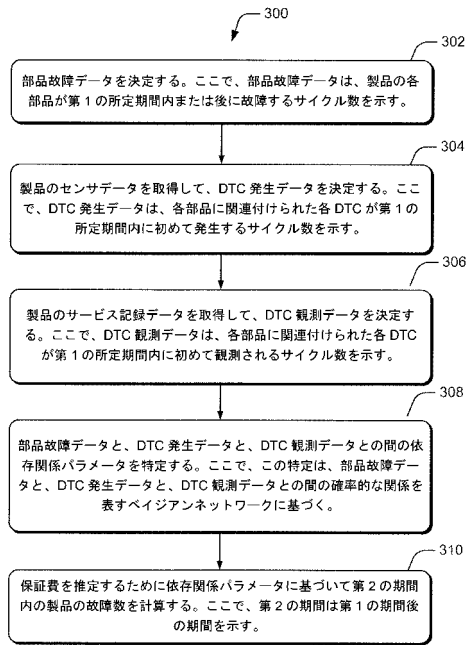 300
302
部品故障データを決定する。ここで、部品故障データは、製品の各
部品が第１の所定期間内または後に故障するサイクル数を示す。
304
製品のセンサデータを取得して、DTC 発生データを決定する。ここ
で、DTC 発生データは、各部品に関連付けられた各 DTC が第１の
所定期間内に初めて発生するサイクル数を示す。
306
製品のサービス記録データを取得して、DTC 観測データを決定す
る。ここで、DTC 観測データは、各部品に関連付けられた各 DTC
が第１の所定期間内に初めて観測されるサイクル数を示す。
308
部品故障データと、DTC 発生データと、DTC 観測データとの間の依
存関係パラメータを特定する。ここで、この特定は、部品故障デー
タと、DTC 発生データと、DTC 観測データとの間の確率的な関係を
表すベイジアンネットワークに基づく。
310
保証費を推定するために依存関係パラメータに基づいて第２の期間
内の製品の故障数を計算する。ここで、第２の期間は第１の期間後
の期間を示す。